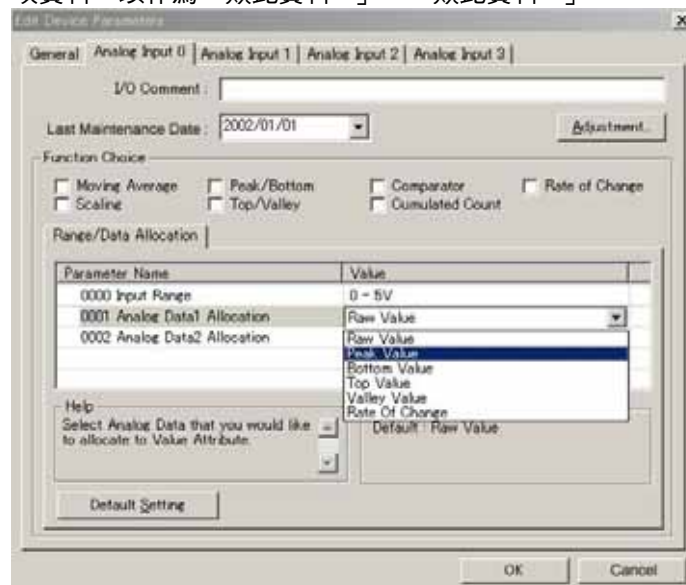 Edit Device Parameters
General Analog Input 0 Analog Input 1 Analog Input 2 Analog Input 3
I/O Comment :
Last Maintenance Date : 2002/01/01 Adjustment...
Function Choice
Moving Average Peak/Bottom Comparator Rate of Change
Scaling Top/Valley Cumulated Count
Range/Data Allocation
Parameter Name Value
0000 Input Range 0 - 5V
0001 Analog Data1 Allocation Raw Value
0002 Analog Data2 Allocation Raw Value
Peak Value
Bottom Value
Top Value
Valley Value
Rate Of Change
Help
Select Analog Data that you would like
to allocate to Value Attribute.
Default : Raw Value
Default Setting
OK Cancel